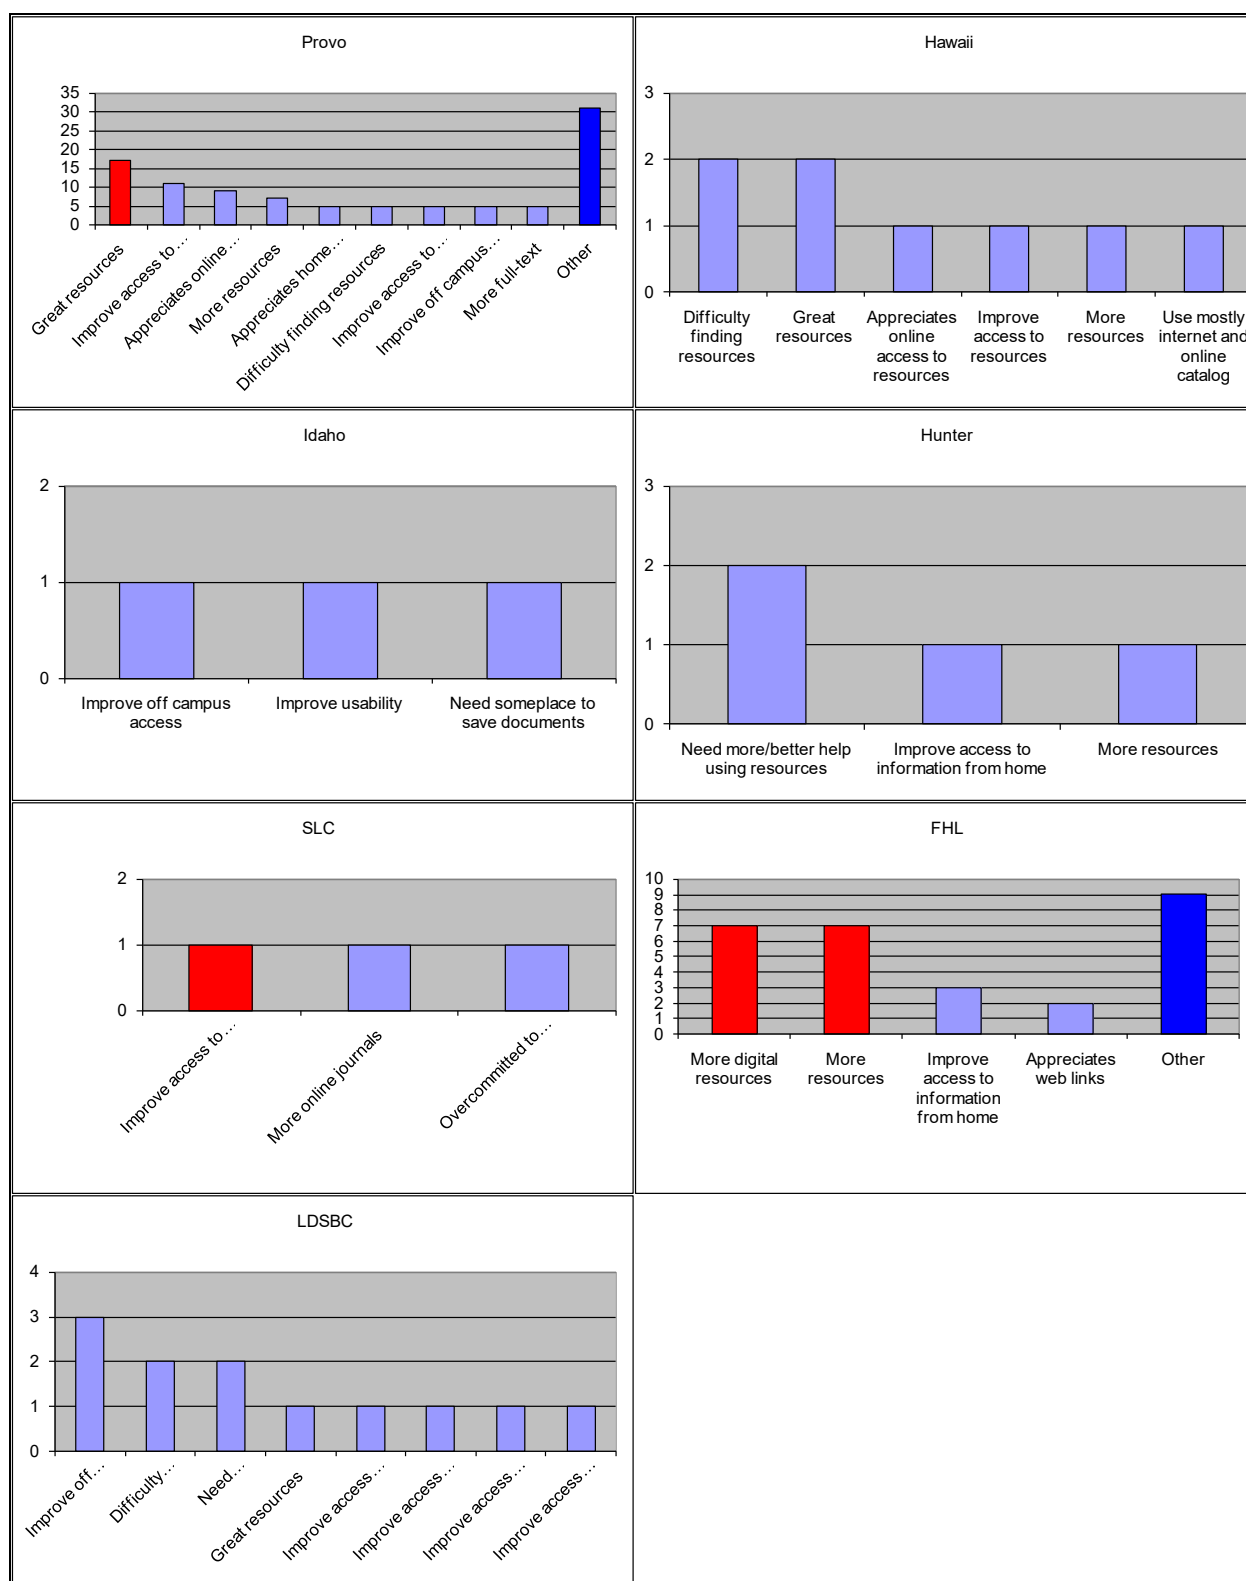 Provo
35
30
25
20
15
10
5
0
Great resources
Improve access to…
Appreciates online…
More resources
Appreciates home…
Difficulty finding resources
Improve access to…
Improve off campus…
More full-text
Other
Hawaii
3
2
1
0
Difficulty
finding
resources
Great
resources
Appreciates
online
access to
resources
Improve
access to
resources
More
resources
Use mostly
internet and
online
catalog
Idaho
2
1
0
Improve off campus
access
Improve usability
Need someplace to
save documents
Hunter
3
2
1
0
Need more/better help
using resources
Improve access to
information from home
More resources
SLC
2
1
0
Improve access to…
More online journals
Overcommitted to…
FHL
10
9
8
7
6
5
4
3
2
1
0
More digital
resources
More
resources
Improve
access to
information
from home
Appreciates
web links
Other
LDSBC
4
3
2
1
0
Improve off…
Difficulty…
Need…
Great resources
Improve access…
Improve access…
Improve access…
Improve access…